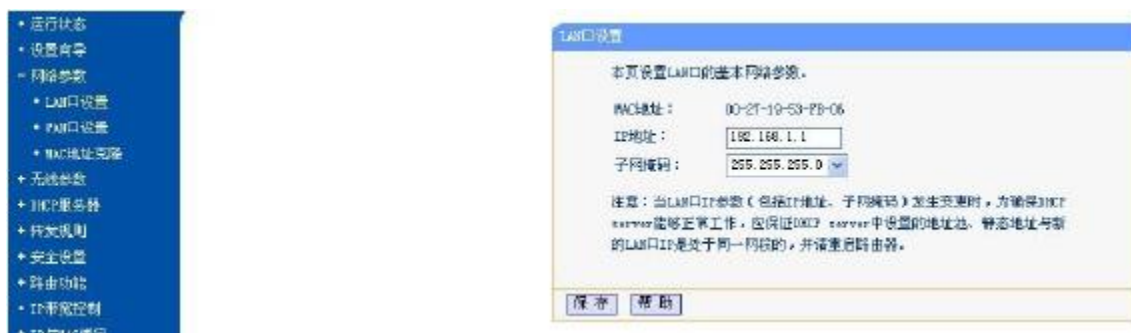 • 运行状态
• 设置向导
- 网络参数
• LAN口设置
• WAN口设置
• MAC地址克隆
+ 无线参数
+ DHCP服务器
+ 转发规则
+ 安全设置
+ 路由功能
• IP带宽控制
LAN口设置
本页设置LAN口的基本网络参数。
MAC地址： 00-27-19-53-FB-06
IP地址： 192.168.1.1
子网掩码： 255.255.255.0
注意：当LAN口IP参数（包括IP地址、子网掩码）发生变更时，为确保DHCP
server能够正常工作，应保证DHCP server中设置的地址池、静态地址与新
的LAN口IP是处于同一网段的，并请重启路由器。
保存 帮助